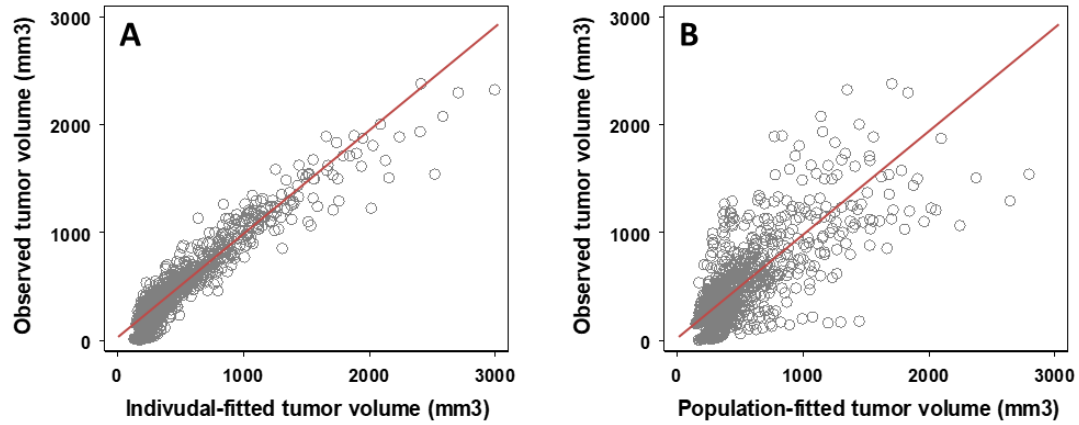 A
Observed tumor volume (mm3)
3000
2000
1000
0
0 1000 2000 3000
Indivudal-fitted tumor volume (mm3)
B
Observed tumor volume (mm3)
3000
2000
1000
0
0 1000 2000 3000
Population-fitted tumor volume (mm3)